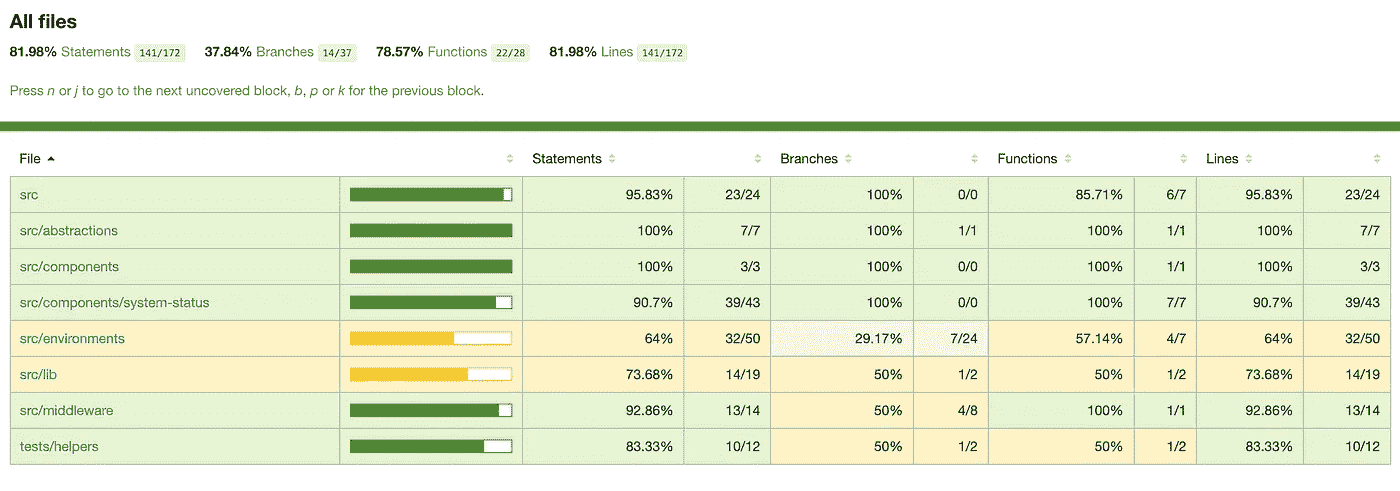 All files
81.98% Statements 141/172 37.84% Branches 14/37 78.57% Functions 22/28 81.98% Lines 141/172
Press n or j to go to the next uncovered block, b, p or k for the previous block.
File Statements Branches Functions Lines
src 95.83% 23/24 100% 0/0 85.71% 6/7 95.83% 23/24
src/abstractions 100% 7/7 100% 1/1 100% 1/1 100% 7/7
src/components 100% 3/3 100% 0/0 100% 1/1 100% 3/3
src/components/system-status 90.7% 39/43 100% 0/0 100% 7/7 90.7% 39/43
src/environments 64% 32/50 29.17% 7/24 57.14% 4/7 64% 32/50
src/lib 73.68% 14/19 50% 1/2 50% 1/2 73.68% 14/19
src/middleware 92.86% 13/14 50% 4/8 100% 1/1 92.86% 13/14
tests/helpers 83.33% 10/12 50% 1/2 50% 1/2 83.33% 10/12